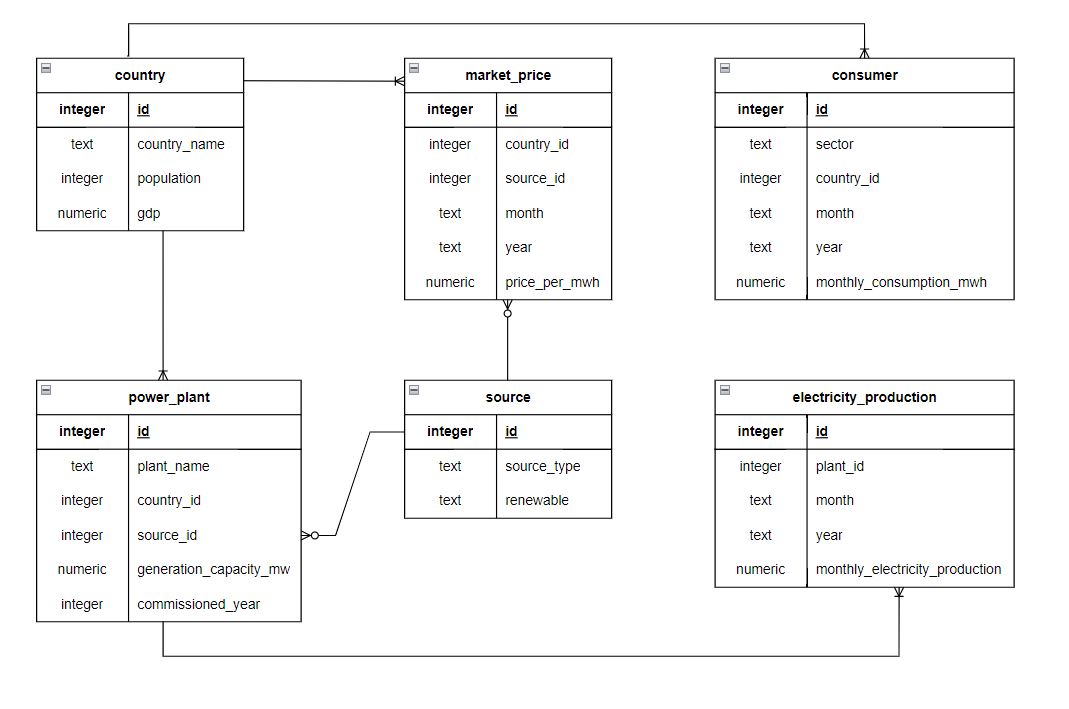 country
integer id
text country_name
integer population
numeric gdp
market_price
integer id
integer country_id
integer source_id
text month
text year
numeric price_per_mwh
consumer
integer id
text sector
integer country_id
text month
text year
numeric monthly_consumption_mwh
power_plant
integer id
text plant_name
integer country_id
integer source_id
numeric generation_capacity_mw
integer commissioned_year
source
integer id
text source_type
text renewable
electricity_production
integer id
integer plant_id
text month
text year
numeric monthly_electricity_production